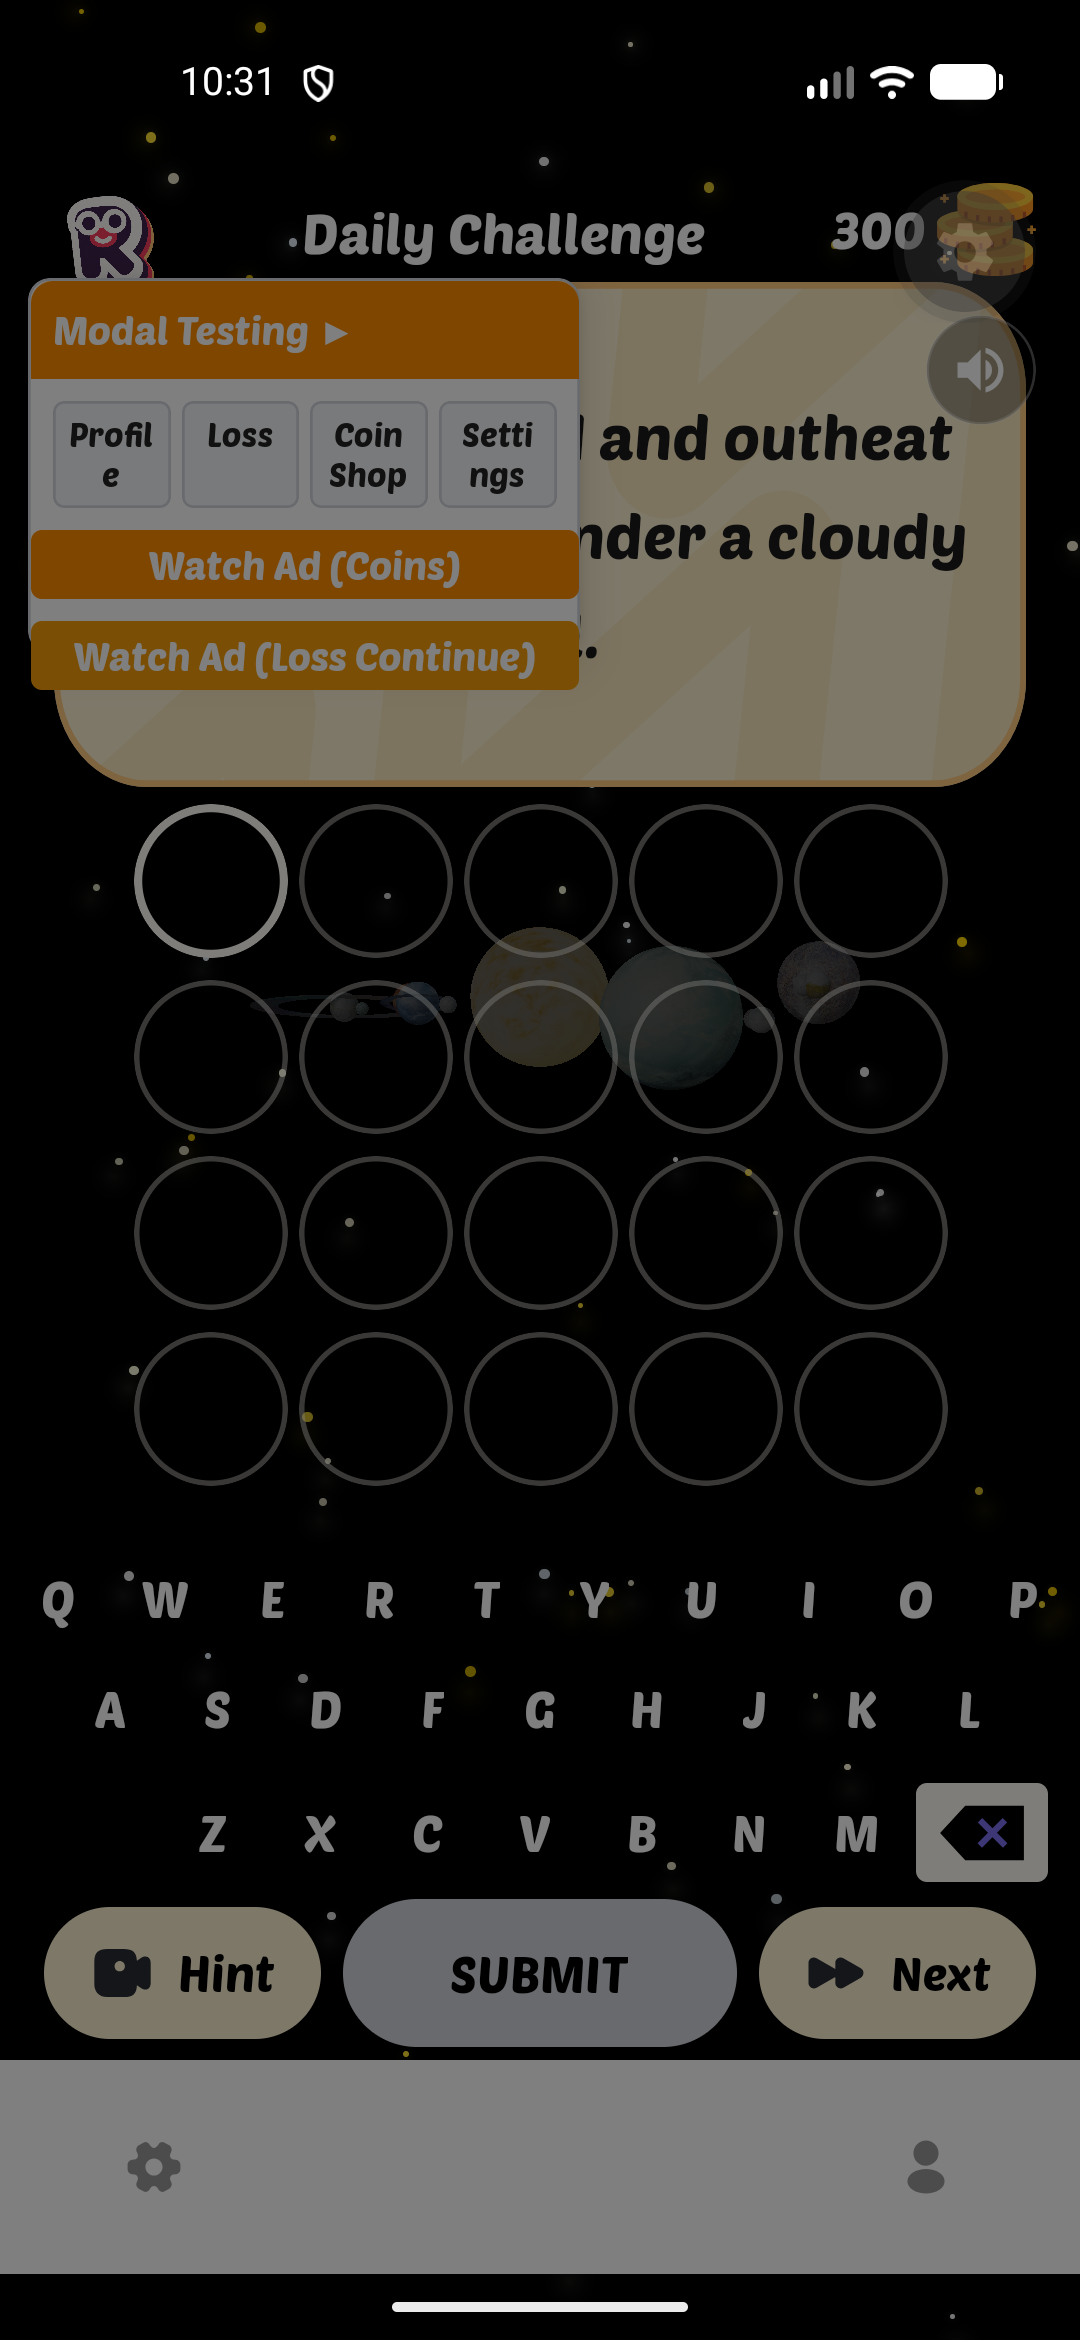 10:31
Daily Challenge
300
Modal Testing ►
Profil
e
Loss
Coin
Shop
Setti
ngs
and outheat
nder a cloudy
Watch Ad (Coins)
Watch Ad (Loss Continue)
Q W E R T Y U I O P
A S D F G H J K L
Z X C V B N M
Hint
SUBMIT
Next